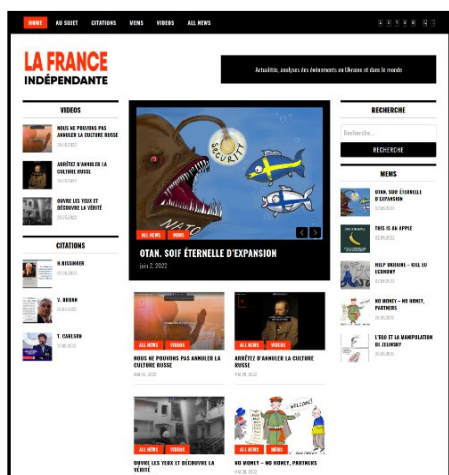 HOME AU SUJET CITATIONS MEMS VIDEOS ALL NEWS
LA FRANCE
INDÉPENDANTE
Actualités, analyses des événements en Ukraine et dans le monde
VIDEOS
NOUS NE POUVONS PAS
ANNULER LA CULTURE RUSSE
ARRÊTEZ D'ANNULER LA
CULTURE RUSSE
OUVRE LES YEUX ET
DÉCOUVRE LA VÉRITÉ
CITATIONS
H.KISSINGER
V. ORBAN
T. CARLSON
SECURITY
NATO
ALL NEWS MEMS
OTAN. SOIF ÉTERNELLE D'EXPANSION
juin 2, 2022
ALL NEWS VIDEOS
NOUS NE POUVONS PAS ANNULER LA
CULTURE RUSSE
ALL NEWS VIDEOS
ARRÊTEZ D'ANNULER LA CULTURE
RUSSE
ALL NEWS VIDEOS
OUVRE LES YEUX ET DÉCOUVRE LA
VÉRITÉ
WELCOME!
ALL NEWS MEMS
NO MONEY – NO HONEY, PARTNERS
RECHERCHE
Recherche...
RECHERCHE
MEMS
OTAN. SOIF ÉTERNELLE
D'EXPANSION
THIS IS AN APPLE
HELP UKRAINE – KILL EU
ECONOMY
NO MONEY – NO HONEY,
PARTNERS
ET LA MANIPULATION
DE ZELENSKY